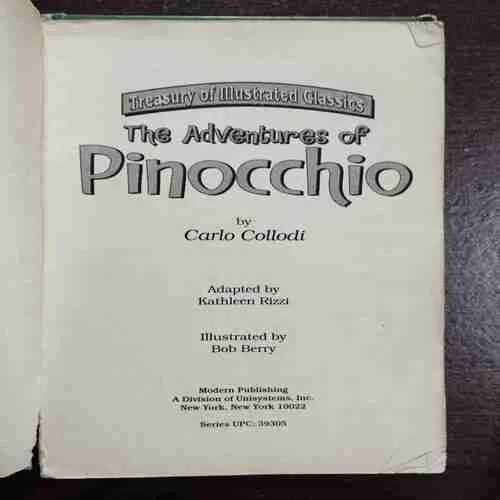 Treasury of Illustrated Classics
The Adventures of
Pinocchio
by
Carlo Collodi
Adapted by
Kathleen Rizzi
Illustrated by
Bob Berry
Modern Publishing
A Division of Unisystems, Inc.
New York, New York 10022
Series UPC: 39305